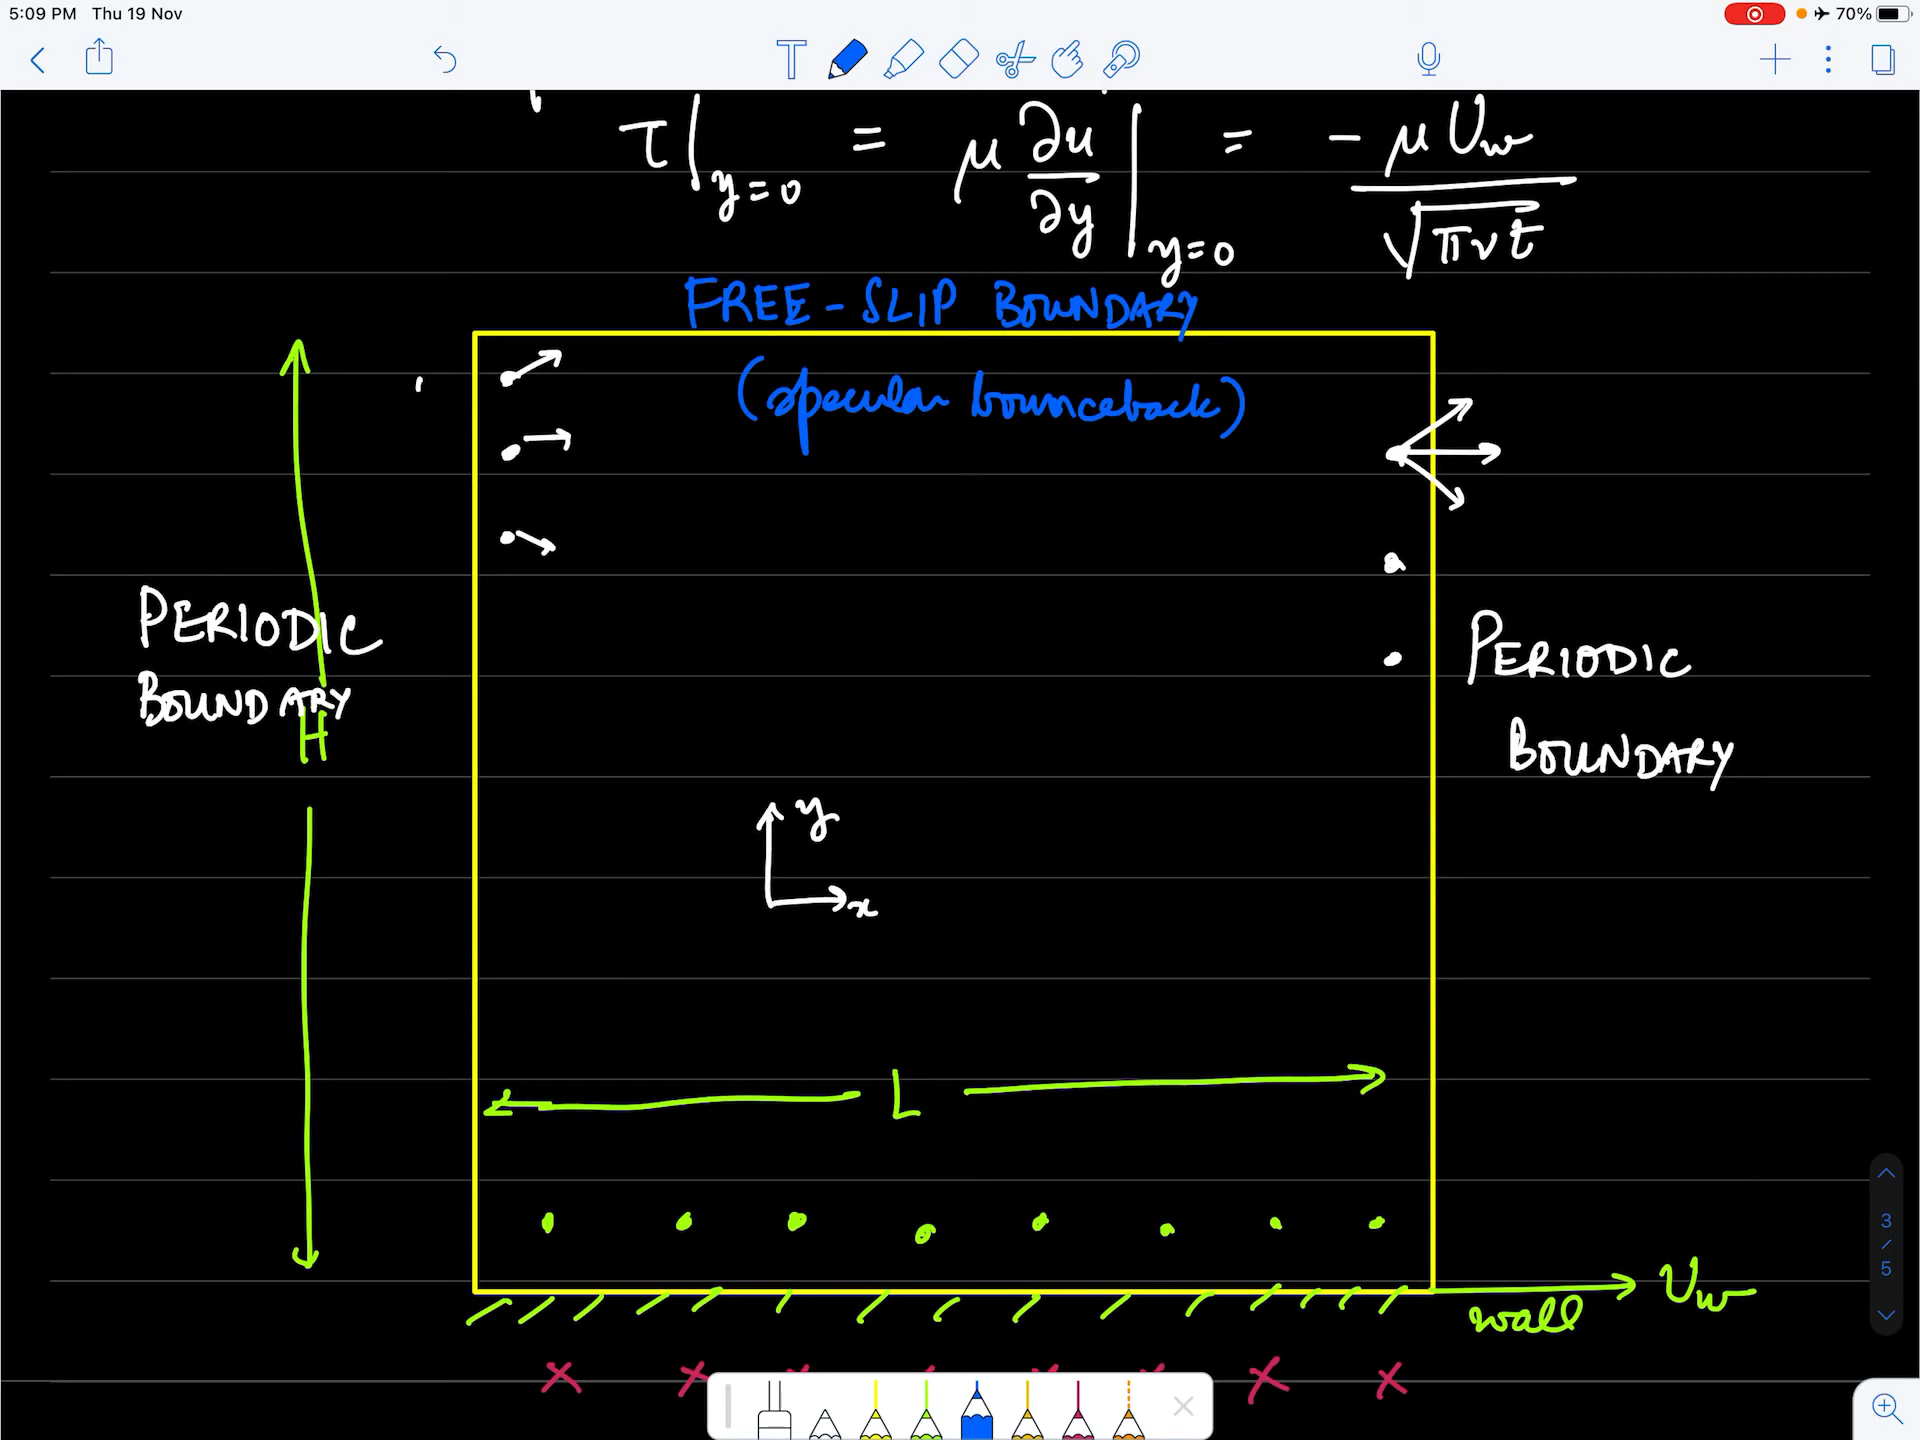 5:09 PM Thu 19 Nov
70%
T
τ|y=0 = μ ∂u/∂y |y=0 = - μ Uw / √πνt
FREE-SLIP BOUNDARY
(specular bounceback)
PERIODIC
BOUNDARY
H
PERIODIC
BOUNDARY
y
x
L
Uw
wall
3
/
5